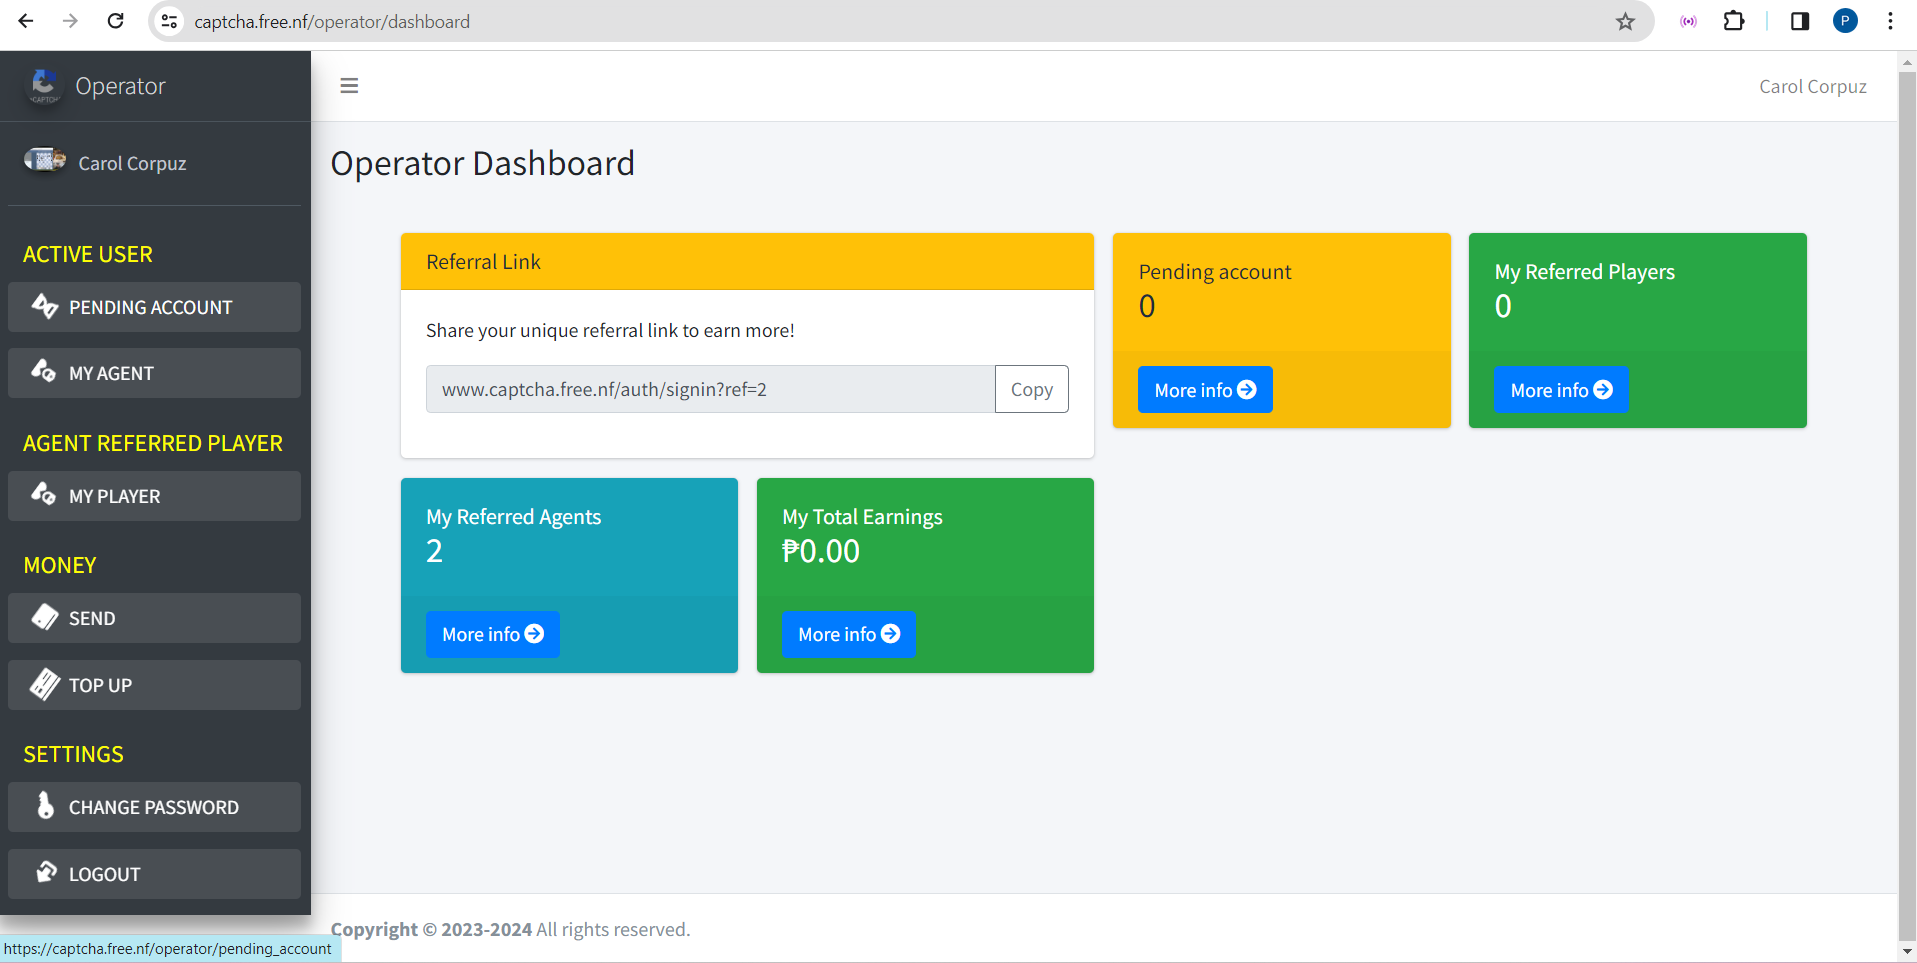 captcha.free.nf/operator/dashboard
P
Operator
Carol Corpuz
Carol Corpuz
ACTIVE USER
PENDING ACCOUNT
MY AGENT
AGENT REFERRED PLAYER
MY PLAYER
MONEY
SEND
TOP UP
SETTINGS
CHANGE PASSWORD
LOGOUT
Operator Dashboard
Referral Link
Share your unique referral link to earn more!
www.captcha.free.nf/auth/signin?ref=2
Copy
Pending account
0
More info
My Referred Players
0
More info
My Referred Agents
2
More info
My Total Earnings
₱0.00
More info
Copyright © 2023-2024 All rights reserved.
https://captcha.free.nf/operator/pending_account